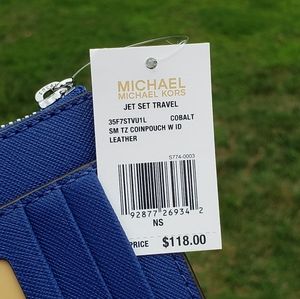 MICHAEL
MICHAEL KORS
JET SET TRAVEL
35F7STVU1L COBALT
SM TZ COINPOUCH W ID
LEATHER
S774-0003
92877 26934 2
NS
PRICE $118.00